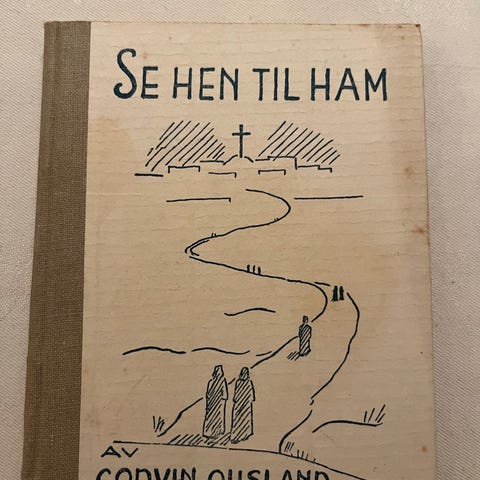 SE HEN TIL HAM
AV
GODVIN OUSLAND